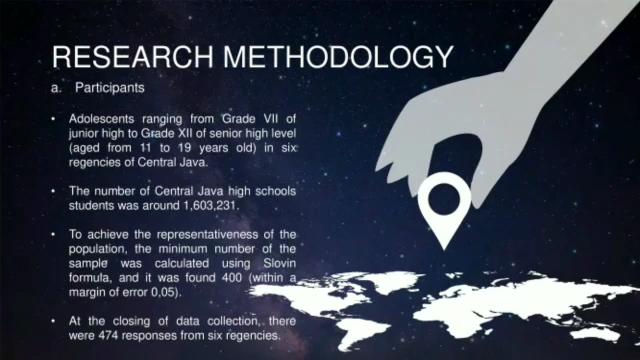 RESEARCH METHODOLOGY
a. Participants
• Adolescents ranging from Grade VII of
junior high to Grade XII of senior high level
(aged from 11 to 19 years old) in six
regencies of Central Java.
• The number of Central Java high schools
students was around 1,603,231.
• To achieve the representativeness of the
population, the minimum number of the
sample was calculated using Slovin
formula, and it was found 400 (within a
margin of error 0,05).
• At the closing of data collection, there
were 474 responses from six regencies.